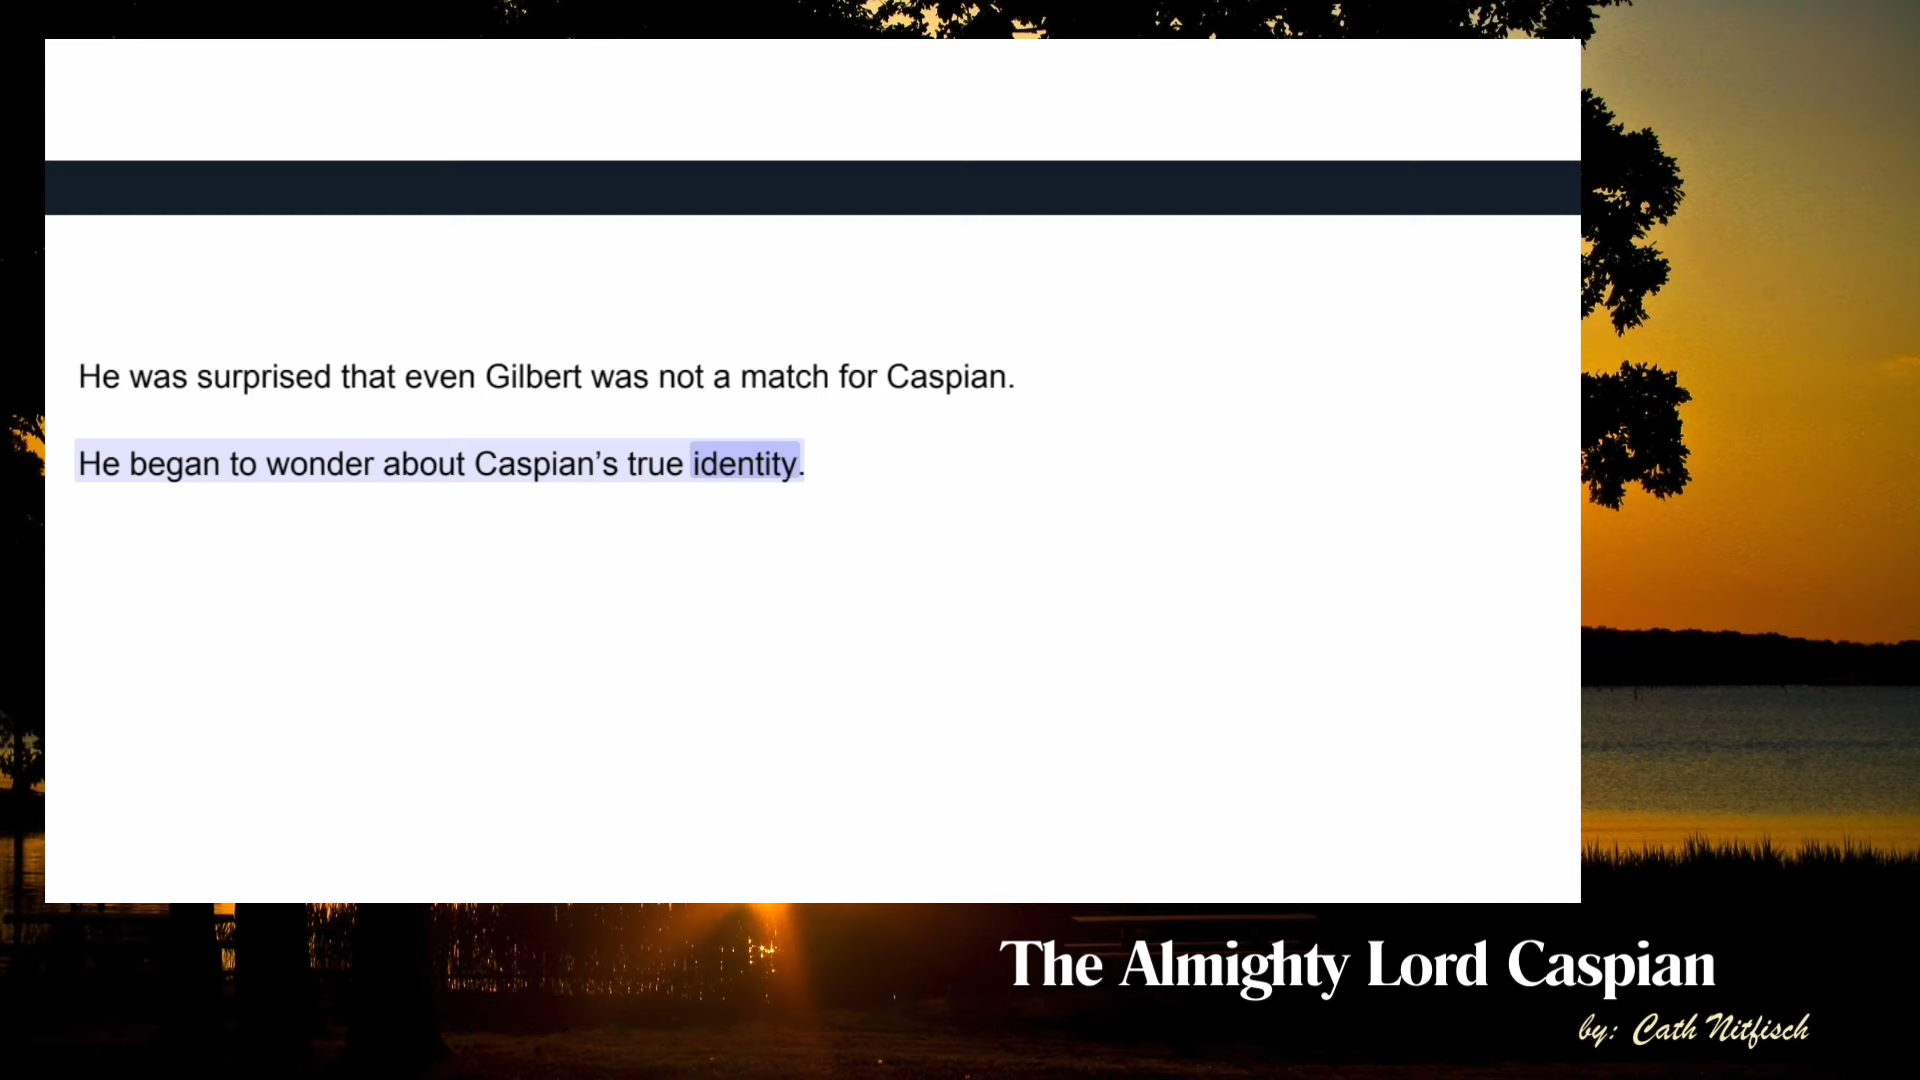 He was surprised that even Gilbert was not a match for Caspian.
He began to wonder about Caspian’s true identity.
The Almighty Lord Caspian
by: Cath Nitfisch